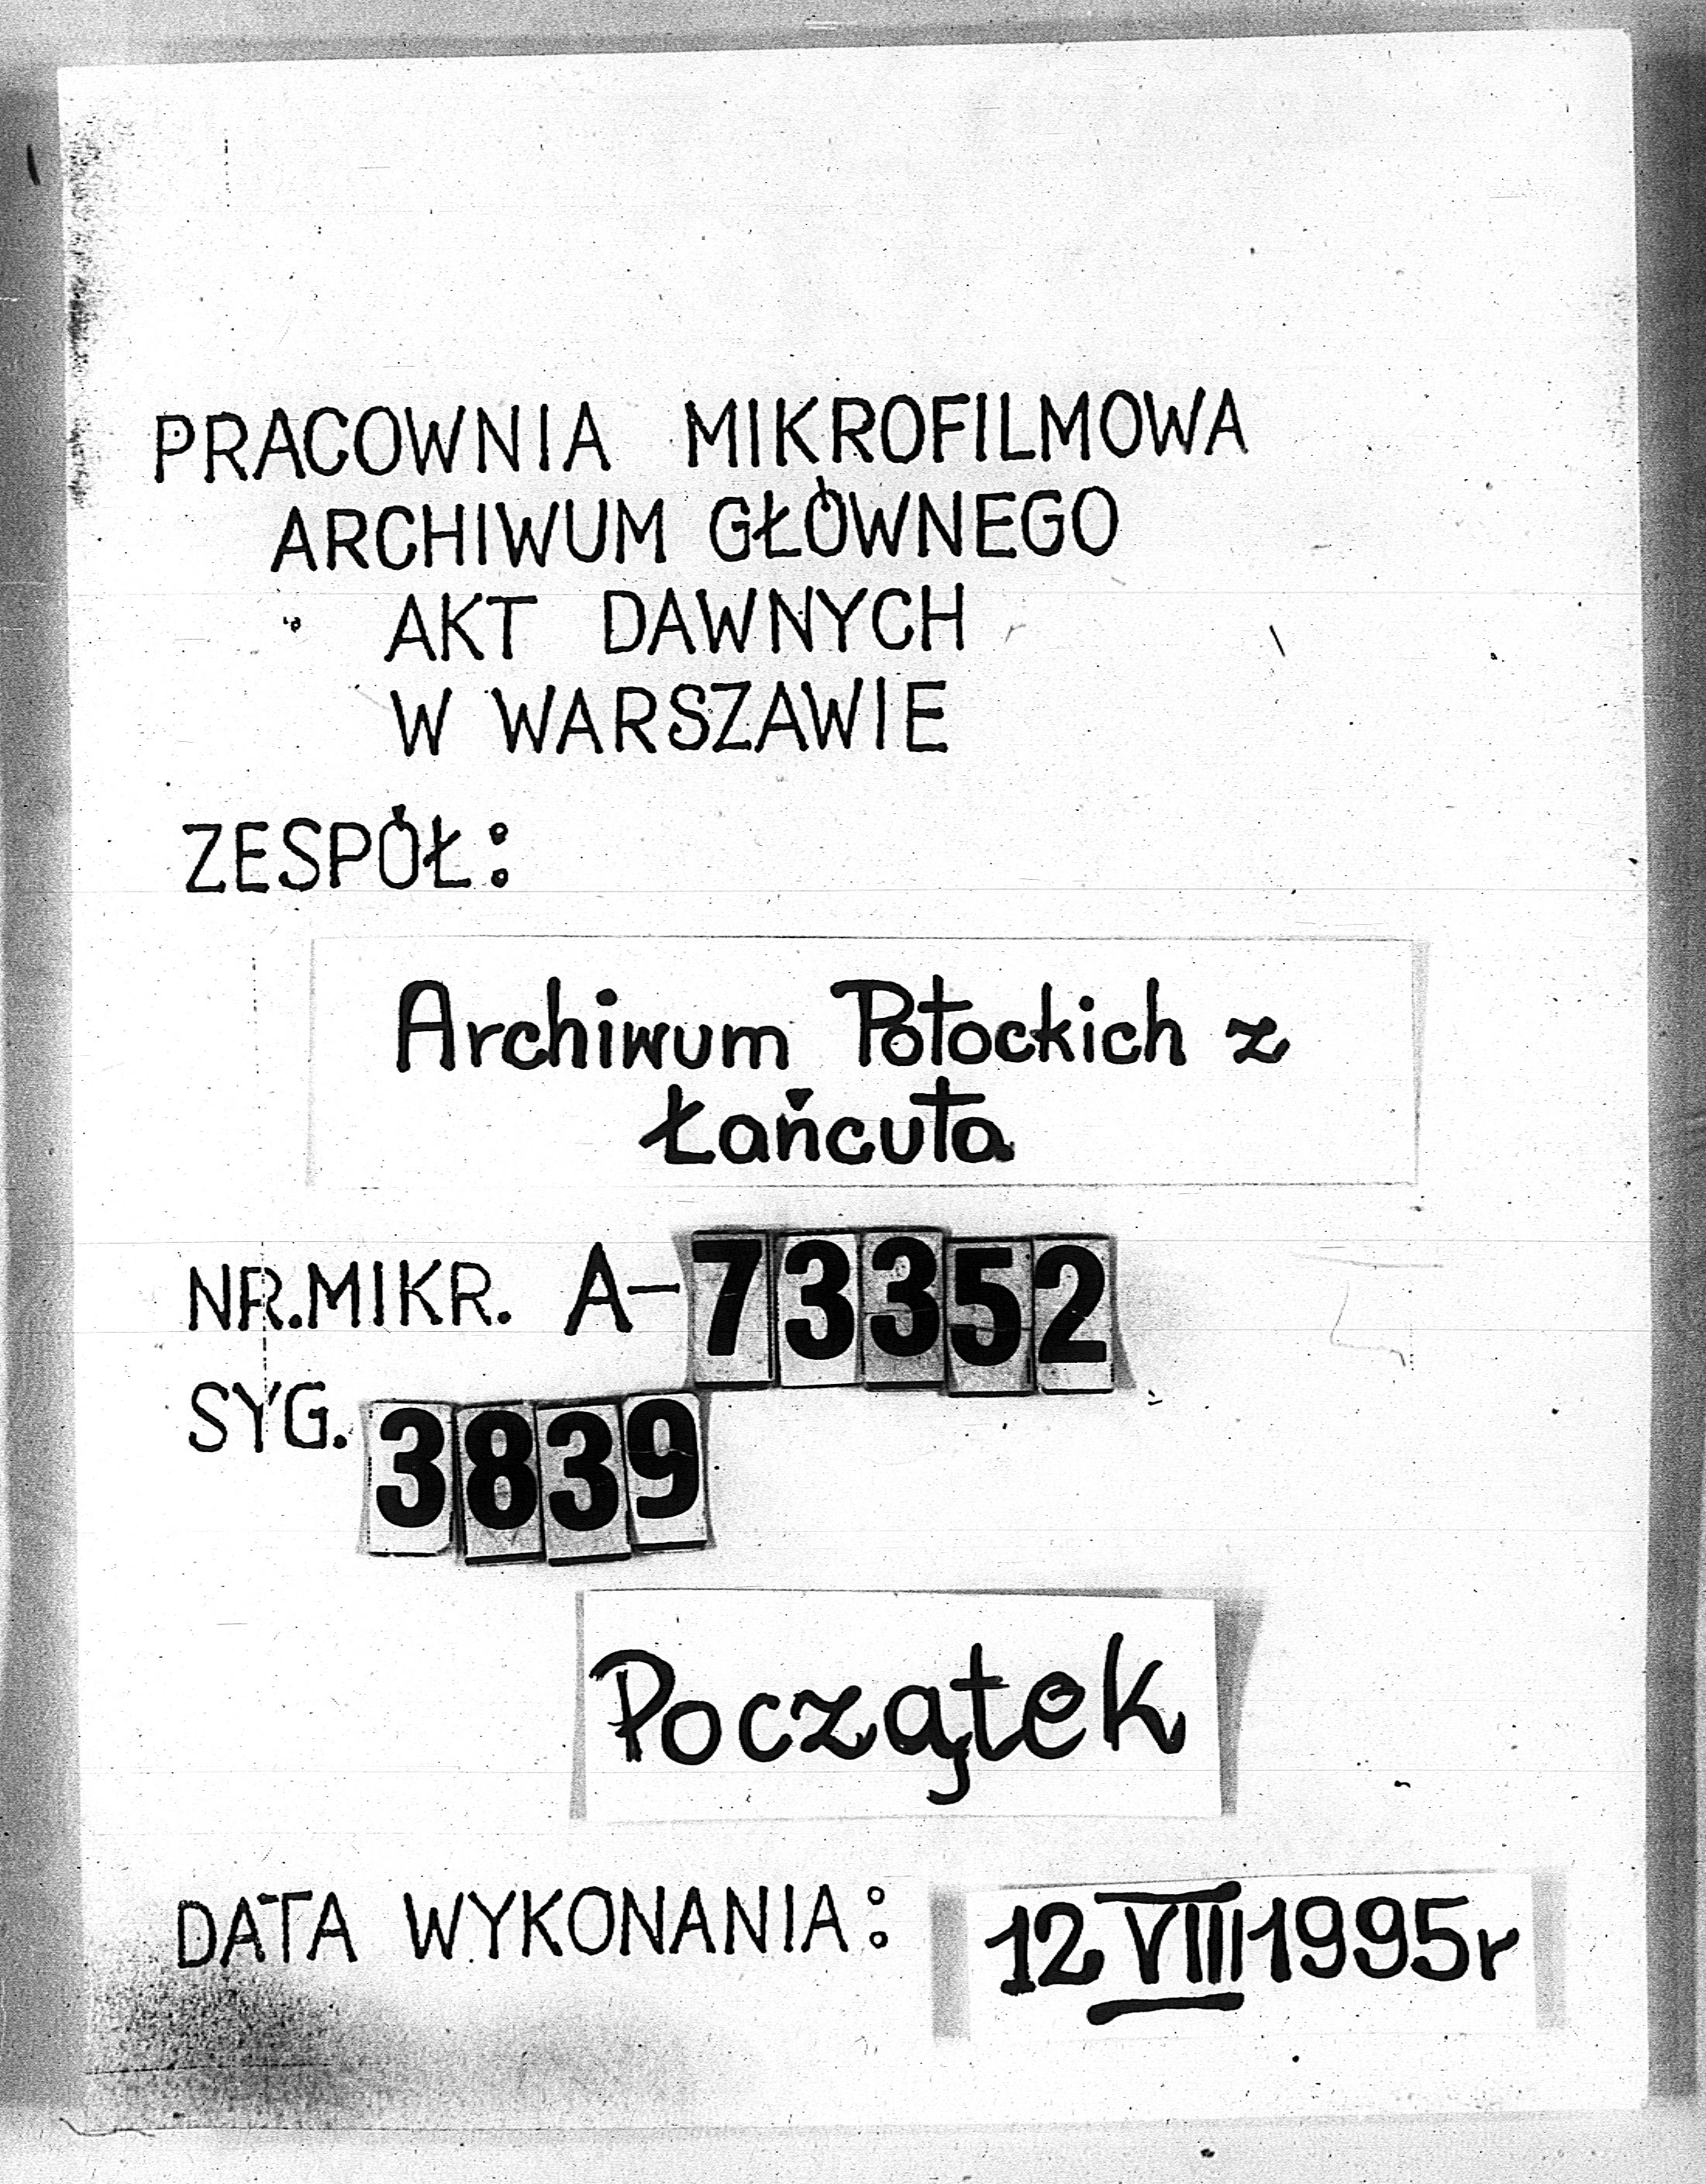 PRACOWNIA MIKROFILMOWA
ARCHIWUM GŁÓWNEGO
AKT DAWNYCH
W WARSZAWIE
ZESPÓŁ:
Archiwum Potockich z
Łańcuta
NR.MIKR. A-73352
SYG. 3839
Początek
DATA WYKONANIA: 12 VIII 1995r